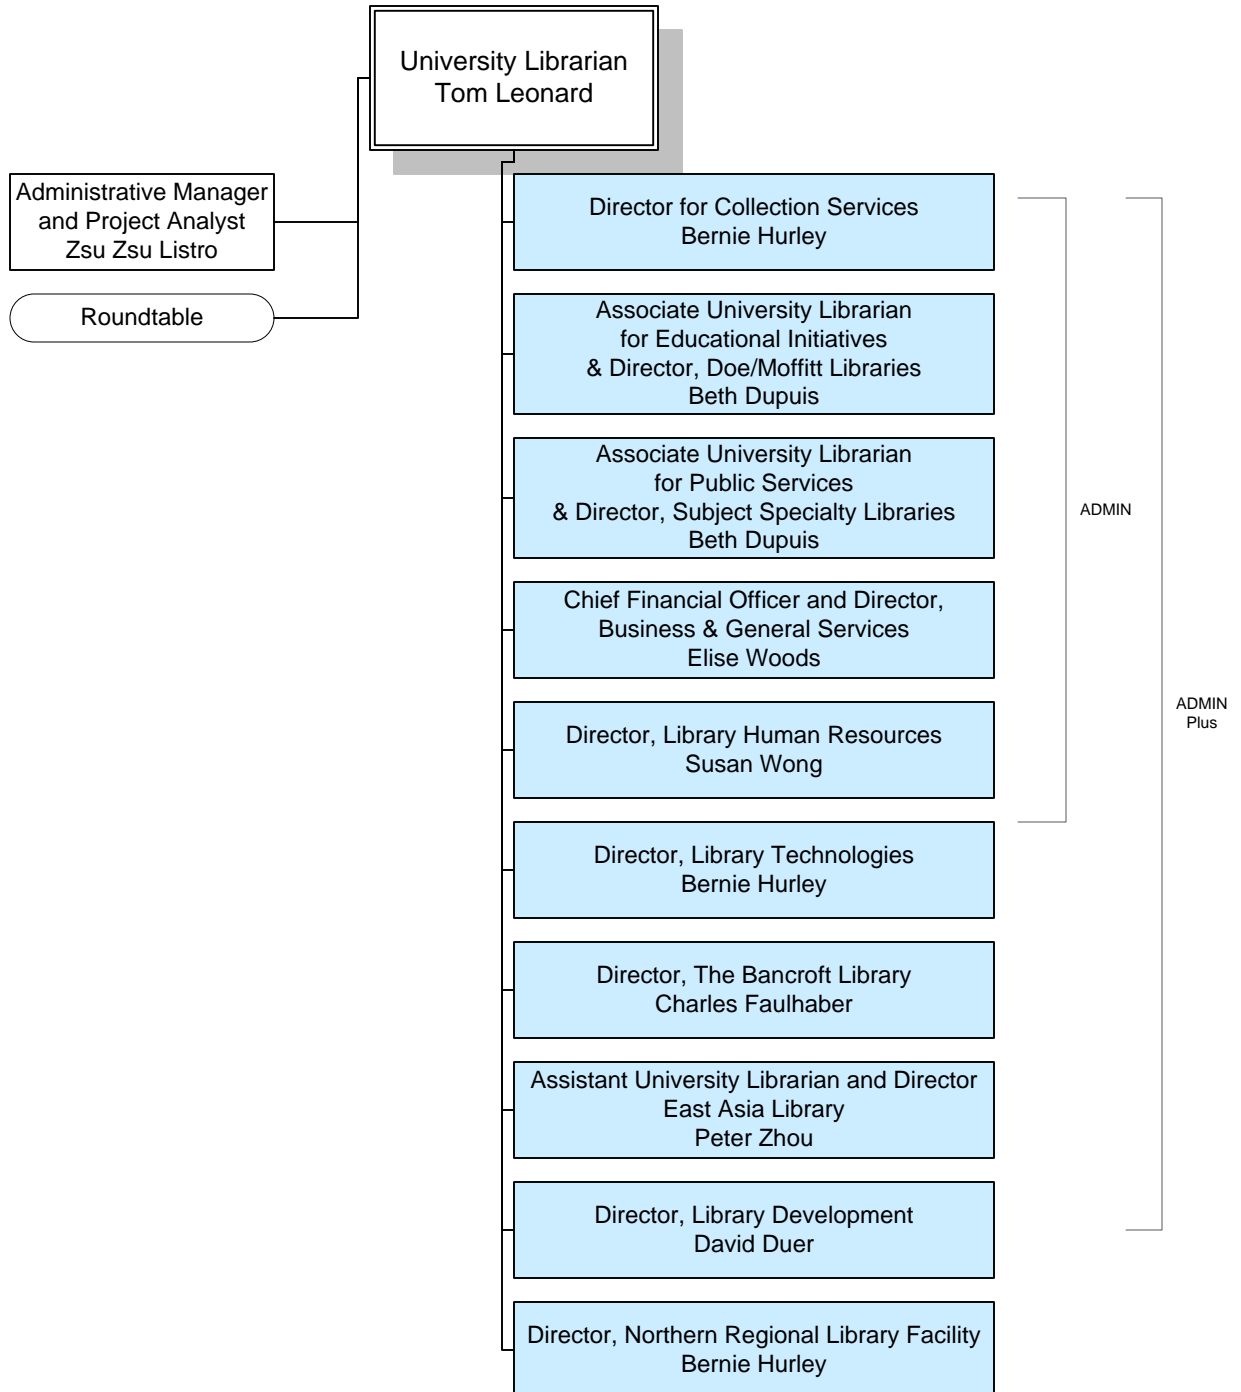 University Librarian
Tom Leonard
Administrative Manager
and Project Analyst
Zsu Zsu Listro
Roundtable
Director for Collection Services
Bernie Hurley
Associate University Librarian
for Educational Initiatives
& Director, Doe/Moffitt Libraries
Beth Dupuis
Associate University Librarian
for Public Services
& Director, Subject Specialty Libraries
Beth Dupuis
ADMIN
Chief Financial Officer and Director,
Business & General Services
Elise Woods
Director, Library Human Resources
Susan Wong
ADMIN
Plus
Director, Library Technologies
Bernie Hurley
Director, The Bancroft Library
Charles Faulhaber
Assistant University Librarian and Director
East Asia Library
Peter Zhou
Director, Library Development
David Duer
Director, Northern Regional Library Facility
Bernie Hurley